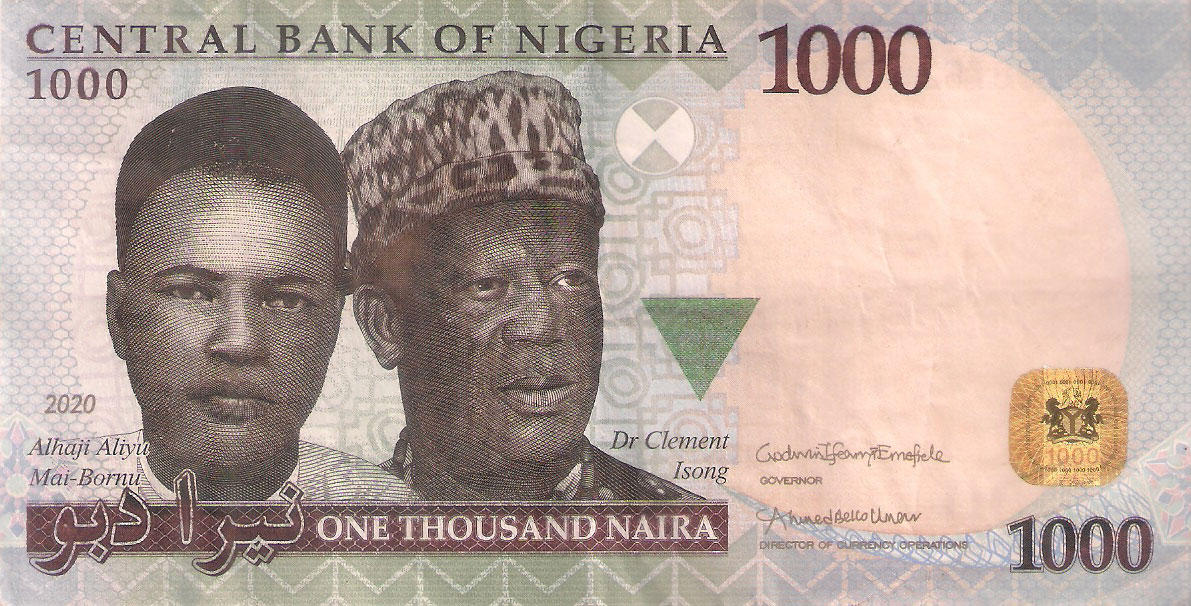 CENTRAL BANK OF NIGERIA
1000
1000
2020
Alhaji Aliyu
Mai-Bornu
Dr Clement
Isong
نيرا دبو
ONE THOUSAND NAIRA
Godwin Ifeanyi Emefiele
GOVERNOR
Ahmed Bello Umar
DIRECTOR OF CURRENCY OPERATIONS
1000
1000